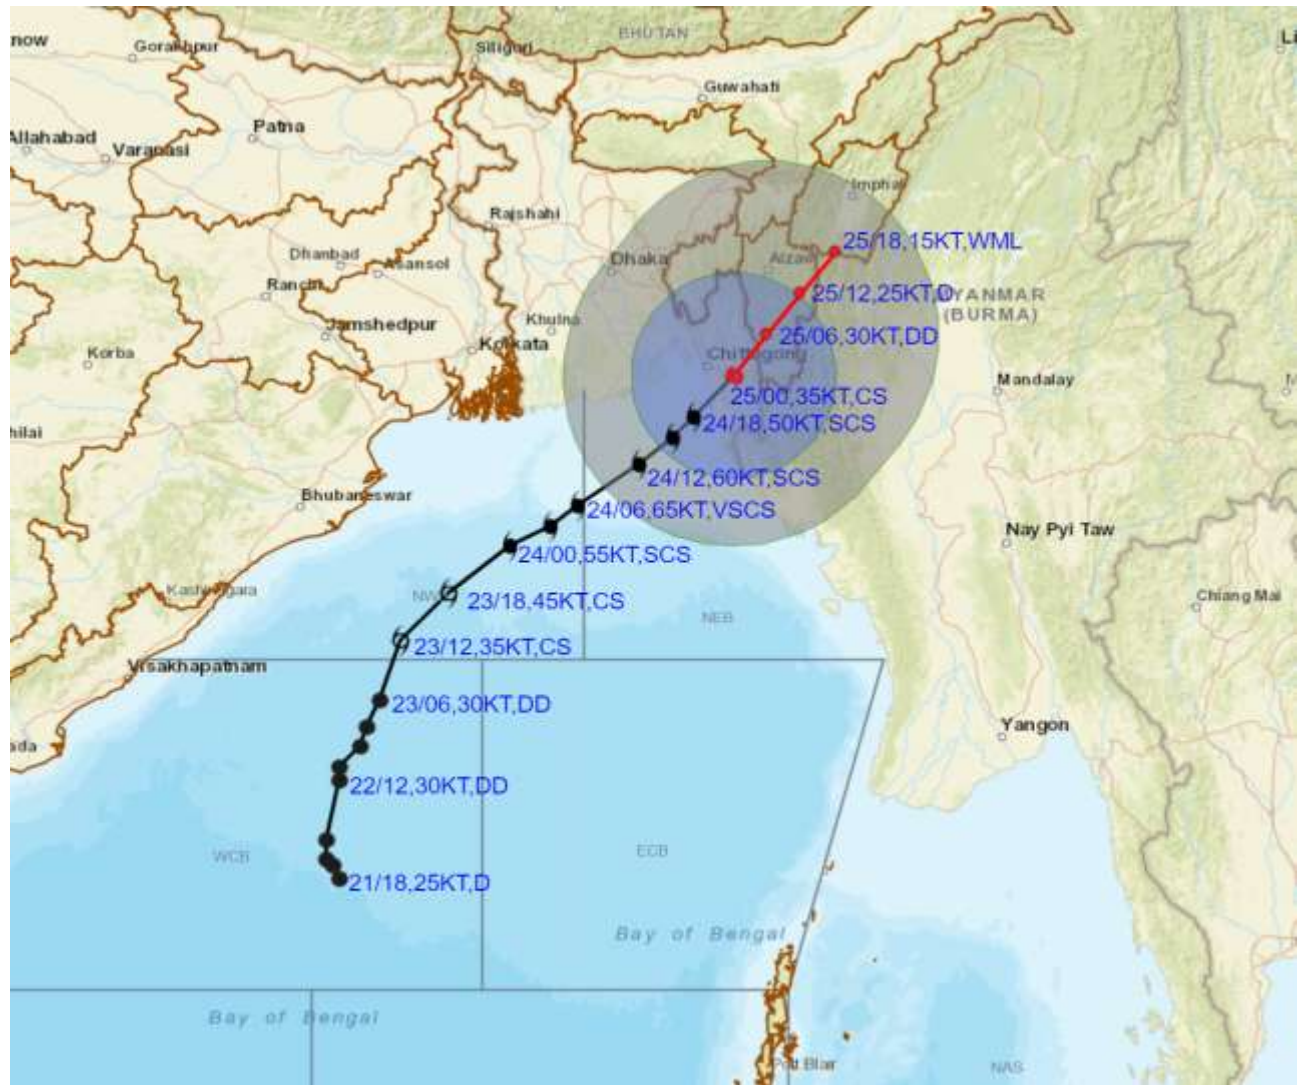 now
Gorakhpur
Siliguri
BHUTAN
Li
Guwahati
Allahabad
Varanasi
Patna
Imphal
Rajshahi
25/18,15KT,WML
Dhanbad
Asansol
Dhaka
Aizawl
Ranchi
25/12,25KT,D
MYANMAR
(BURMA)
Jamshedpur
Khulna
Kolkata
25/06,30KT,DD
Korba
Chittagong
Mandalay
M
25/00,35KT,CS
24/18,50KT,SCS
hilai
24/12,60KT,SCS
Bhubaneswar
24/06,65KT,VSCS
Nay Pyi Taw
24/00,55KT,SCS
Chiang Mai
23/18,45KT,CS
NEB
23/12,35KT,CS
Visakhapatnam
23/06,30KT,DD
Yangon
ada
22/12,30KT,DD
WCB
ECB
21/18,25KT,D
Bay of Bengal
Bay of Bengal
Port Blair
NAS